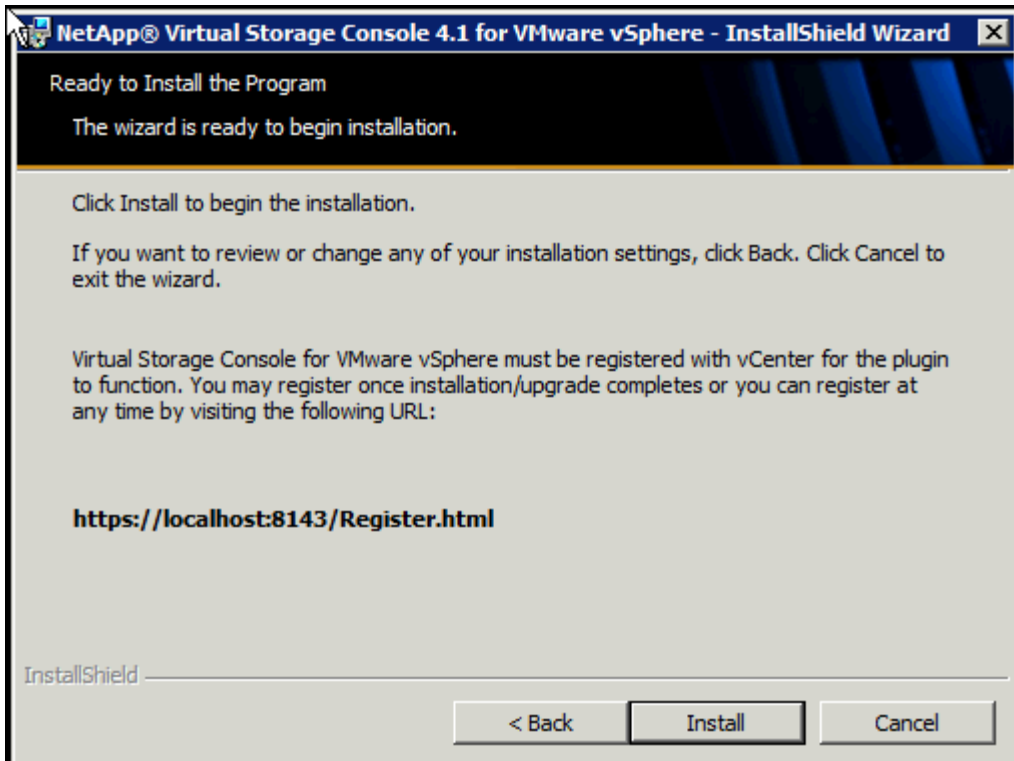 NetApp® Virtual Storage Console 4.1 for VMware vSphere - InstallShield Wizard
Ready to Install the Program
The wizard is ready to begin installation.
Click Install to begin the installation.
If you want to review or change any of your installation settings, click Back. Click Cancel to
exit the wizard.
Virtual Storage Console for VMware vSphere must be registered with vCenter for the plugin
to function. You may register once installation/upgrade completes or you can register at
any time by visiting the following URL:
https://localhost:8143/Register.html
InstallShield
< Back Install Cancel